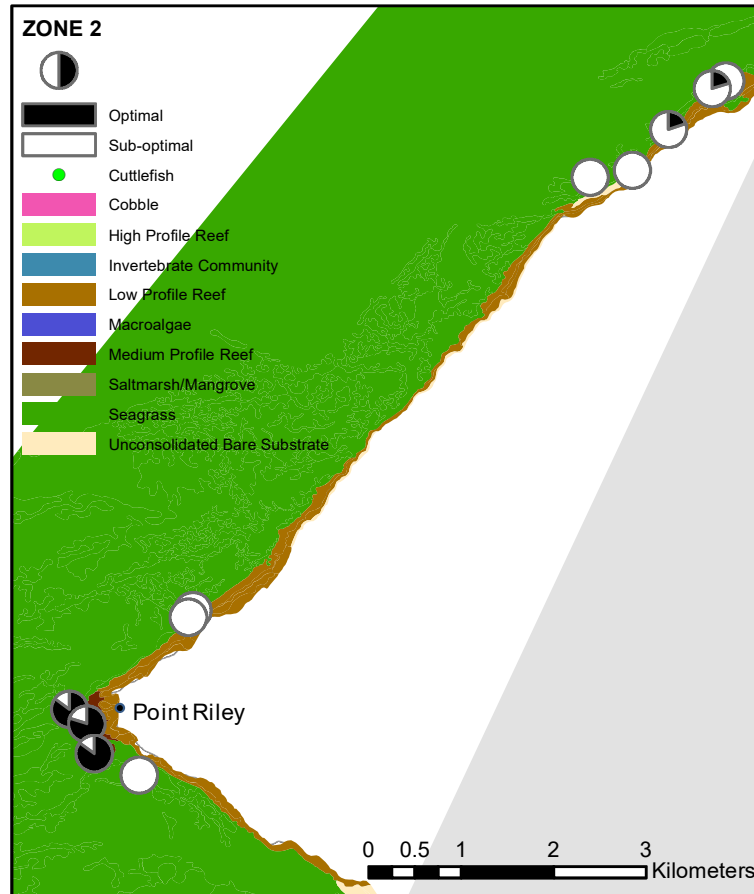 ZONE 2
Optimal
Sub-optimal
Cuttlefish
Cobble
High Profile Reef
Invertebrate Community
Low Profile Reef
Macroalgae
Medium Profile Reef
Saltmarsh/Mangrove
Seagrass
Unconsolidated Bare Substrate
Point Riley
0 0.5 1 2 3
Kilometers